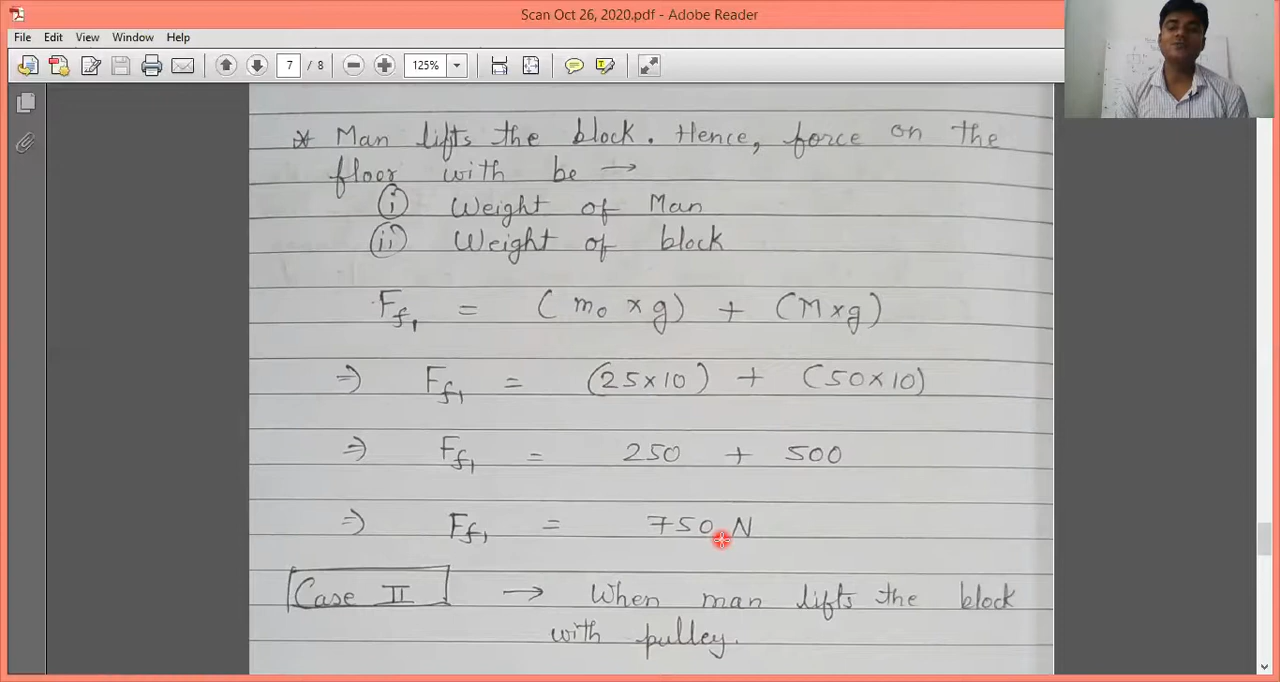 Scan Oct 26, 2020.pdf - Adobe Reader
File Edit View Window Help
7 / 8 125%
* Man lifts the block. Hence, force on the
floor with be →
(i) Weight of Man
(ii) Weight of block
Ff₁ = (m₀ × g) + (M×g)
⇒ Ff₁ = (25×10) + (50×10)
⇒ Ff₁ = 250 + 500
⇒ Ff₁ = 750 N
Case II → When man lifts the block
with pulley.